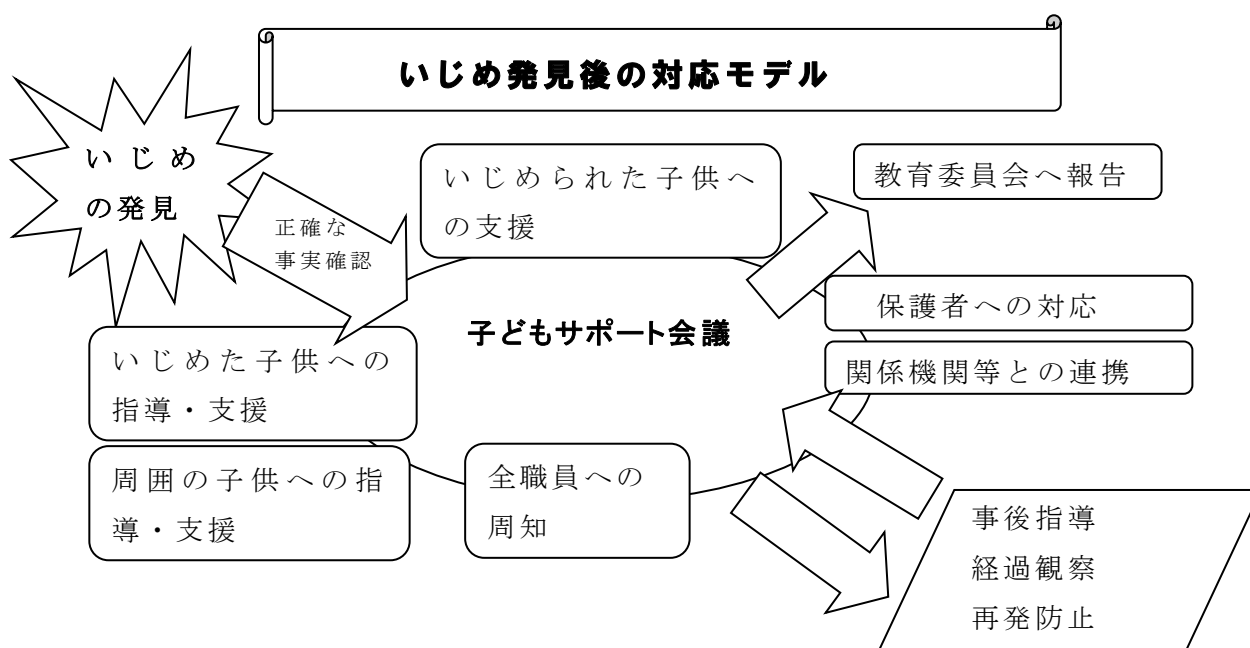 いじめ発見後の対応モデル
いじめ
の発見
正確な
事実確認
いじめられた子供へ
の支援
教育委員会へ報告
保護者への対応
関係機関等との連携
子どもサポート会議
いじめた子供への
指導・支援
周囲の子供への指
導・支援
全職員への
周知
事後指導
経過観察
再発防止